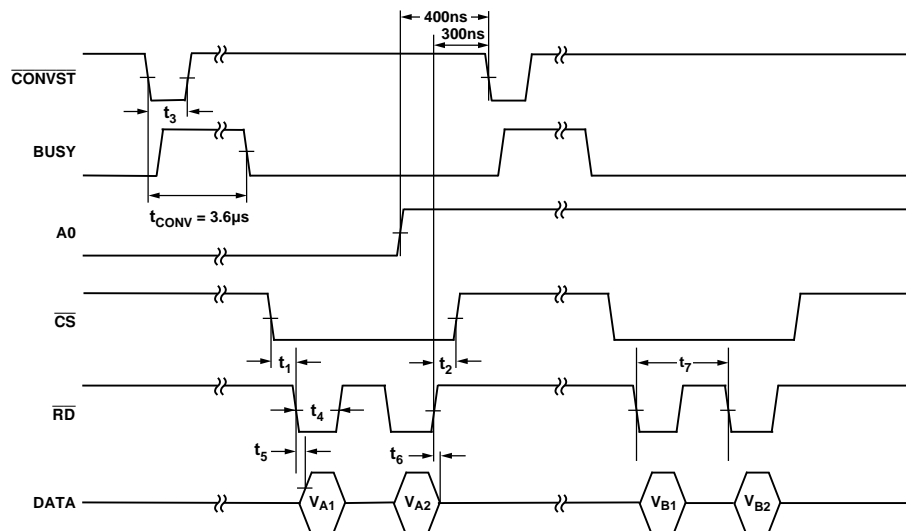 400ns
300ns
CONVST
t3
BUSY
tCONV = 3.6µs
A0
CS
t1
t2
t7
RD
t4
t5
t6
DATA
VA1
VA2
VB1
VB2